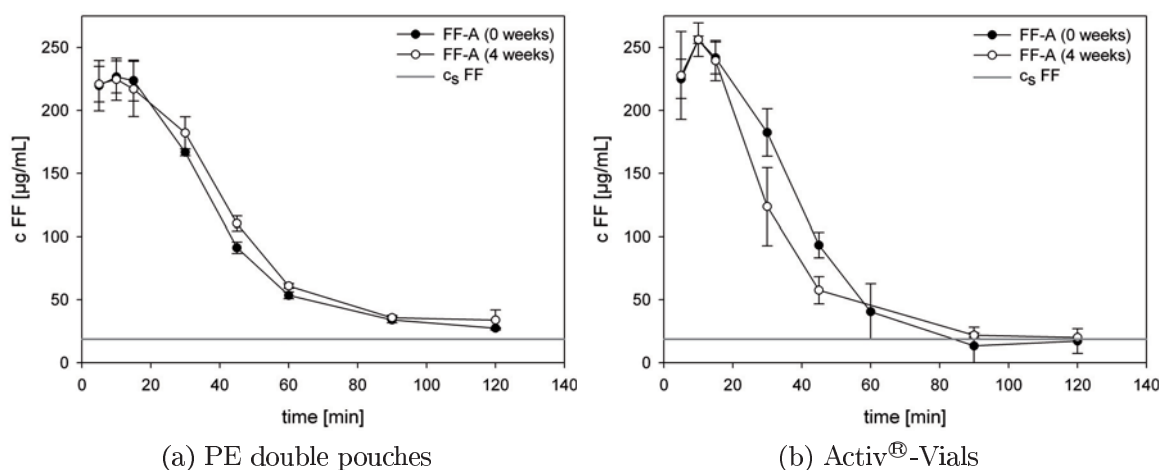 FF-A (0 weeks)
FF-A (4 weeks)
cs FF
250
200
150
100
50
0
c FF [µg/mL]
0 20 40 60 80 100 120 140
time [min]
(a) PE double pouches
FF-A (0 weeks)
FF-A (4 weeks)
cs FF
250
200
150
100
50
0
c FF [µg/mL]
0 20 40 60 80 100 120 140
time [min]
(b) Activ®-Vials